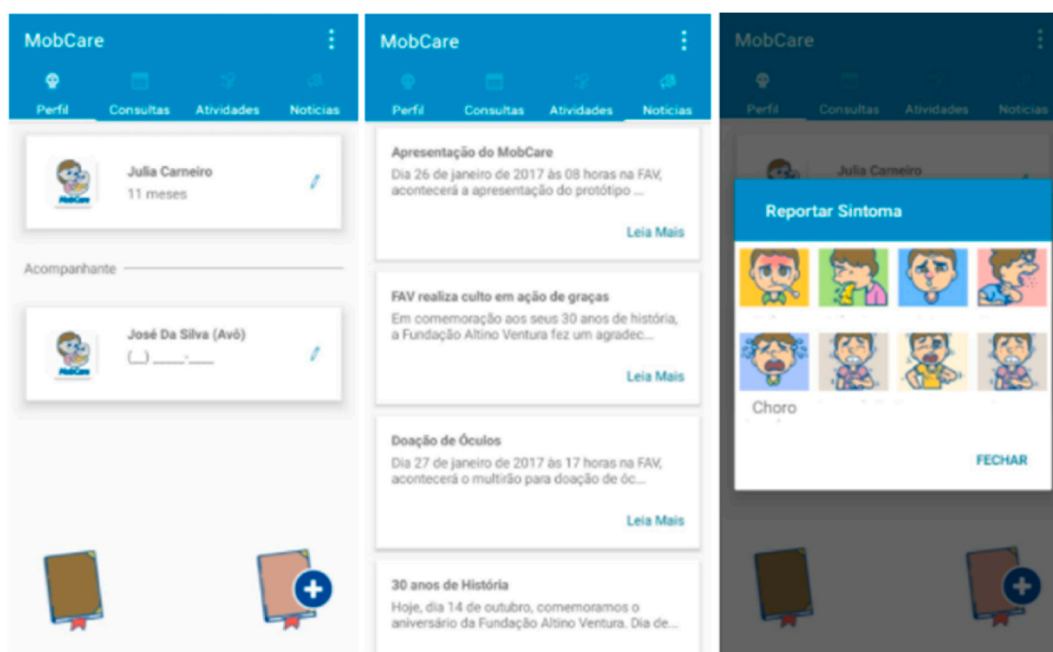 MobCare
Perfil Consultas Atividades Noticias
Julia Carneiro
11 meses
MobCare
Acompanhante
José Da Silva (Avô)
(__) ____-____
MobCare
MobCare
Perfil Consultas Atividades Noticias
Apresentação do MobCare
Dia 26 de janeiro de 2017 às 08 horas na FAV,
acontecerá a apresentação do protótipo ...
Leia Mais
FAV realiza culto em ação de graças
Em comemoração aos seus 30 anos de história,
a Fundação Altino Ventura fez um agradec...
Leia Mais
Doação de Óculos
Dia 27 de janeiro de 2017 às 17 horas na FAV,
acontecerá o multirão para doação de óc...
Leia Mais
30 anos de História
Hoje, dia 14 de outubro, comemoramos o
aniversário da Fundação Altino Ventura. Dia de...
MobCare
Perfil Consultas Atividades Noticias
Julia Carneiro
Reportar Sintoma
Choro
FECHAR